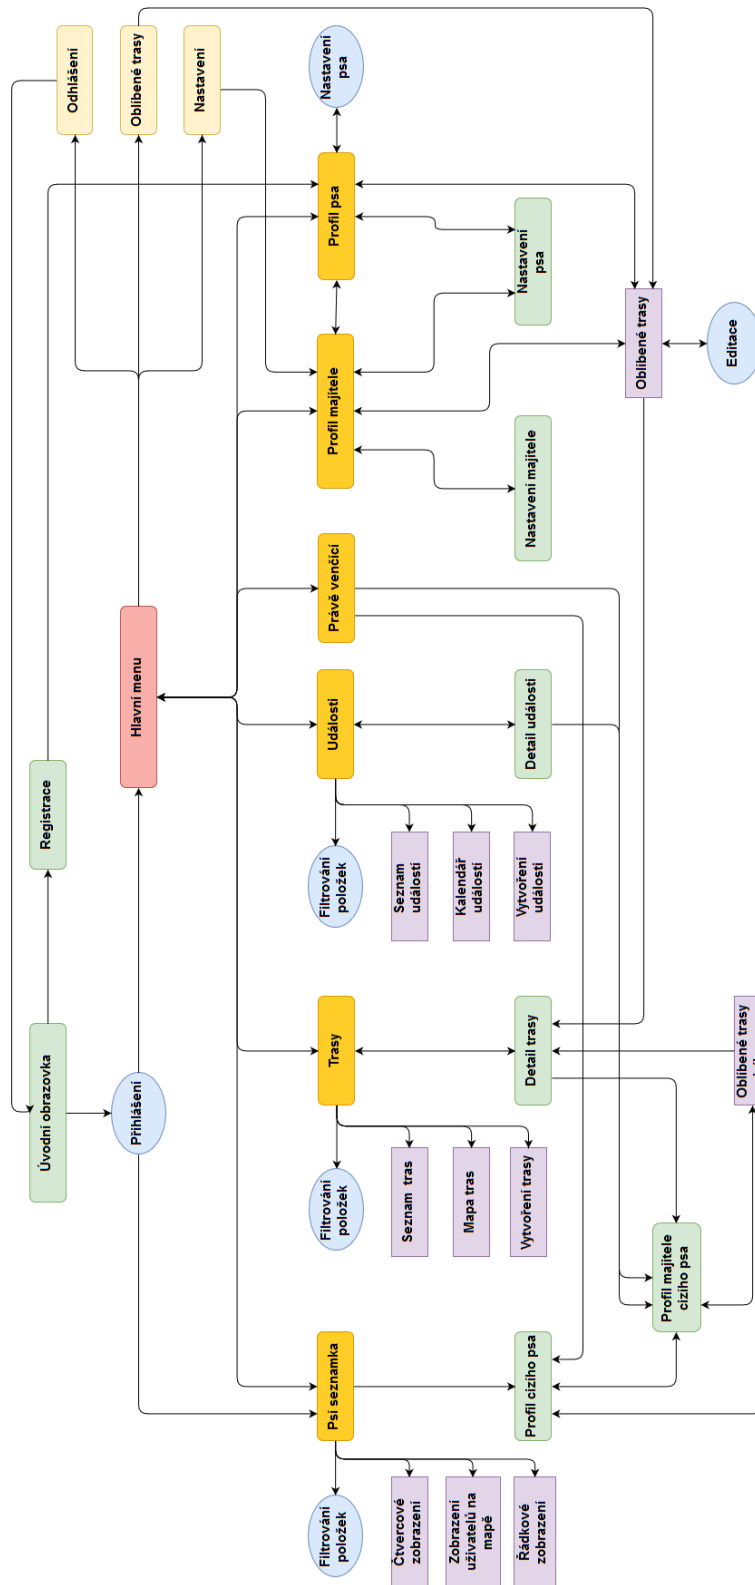 Úvodní obrazovka
Registrace
Odhlášení
Přihlášení
Hlavní menu
Oblíbené trasy
Nastavení
Filtrování
položek
Psí seznamka
Filtrování
položek
Trasy
Filtrování
položek
Události
Právě venčící
Profil majitele
Profil psa
Nastavení
psa
Čtvercové
zobrazení
Seznam tras
Seznam
událostí
Zobrazení
uživatelů na
mapě
Mapa tras
Kalendář
událostí
Řádkové
zobrazení
Profil cizího psa
Vytvoření trasy
Detail trasy
Vytvoření
události
Detail události
Nastavení majitele
Nastavení
psa
Profil majitele
cizího psa
Oblíbené trasy
Oblíbené trasy
Editace